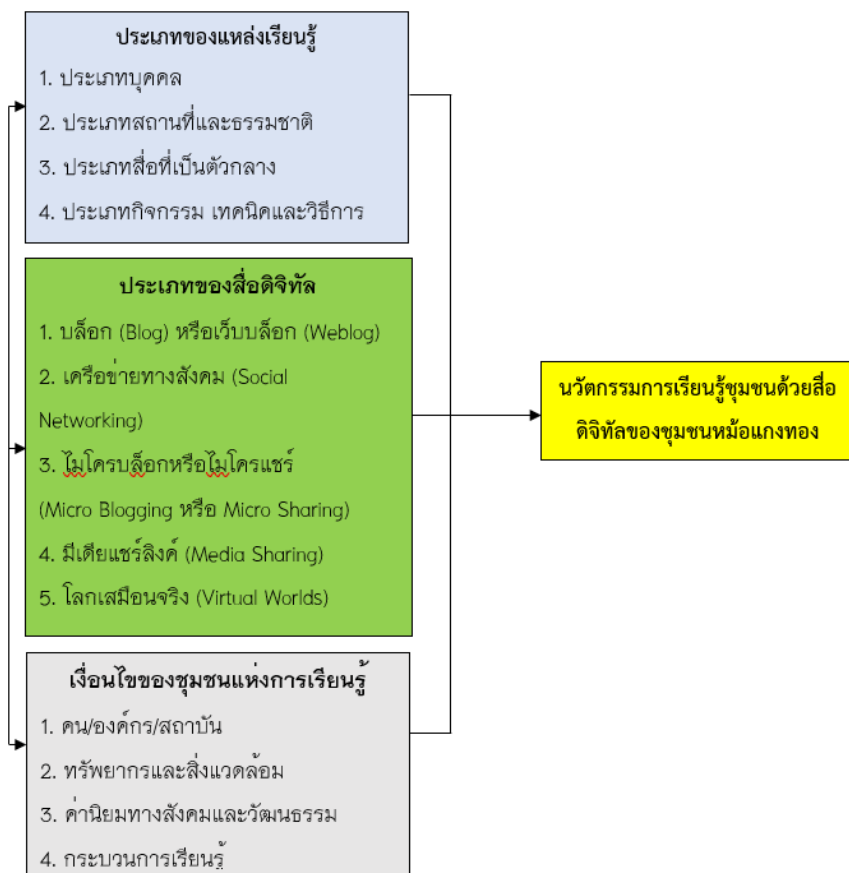 ประเภทของแหล่งเรียนรู้
1. ประเภทบุคคล
2. ประเภทสถานที่และธรรมชาติ
3. ประเภทสื่อที่เป็นตัวกลาง
4. ประเภทกิจกรรม เทคนิคและวิธีการ
ประเภทของสื่อดิจิทัล
1. บล็อก (Blog) หรือเว็บบล็อก (Weblog)
2. เครือข่ายทางสังคม (Social
Networking)
3. ไมโครบล็อกหรือไมโครแชร์
(Micro Blogging หรือ Micro Sharing)
4. มีเดียแชร์ลิงค์ (Media Sharing)
5. โลกเสมือนจริง (Virtual Worlds)
เงื่อนไขของชุมชนแห่งการเรียนรู้
1. คน/องค์กร/สถาบัน
2. ทรัพยากรและสิ่งแวดล้อม
3. ค่านิยมทางสังคมและวัฒนธรรม
4. กระบวนการเรียนรู้
นวัตกรรมการเรียนรู้ชุมชนด้วยสื่อ
ดิจิทัลของชุมชนหม้อแกงทอง